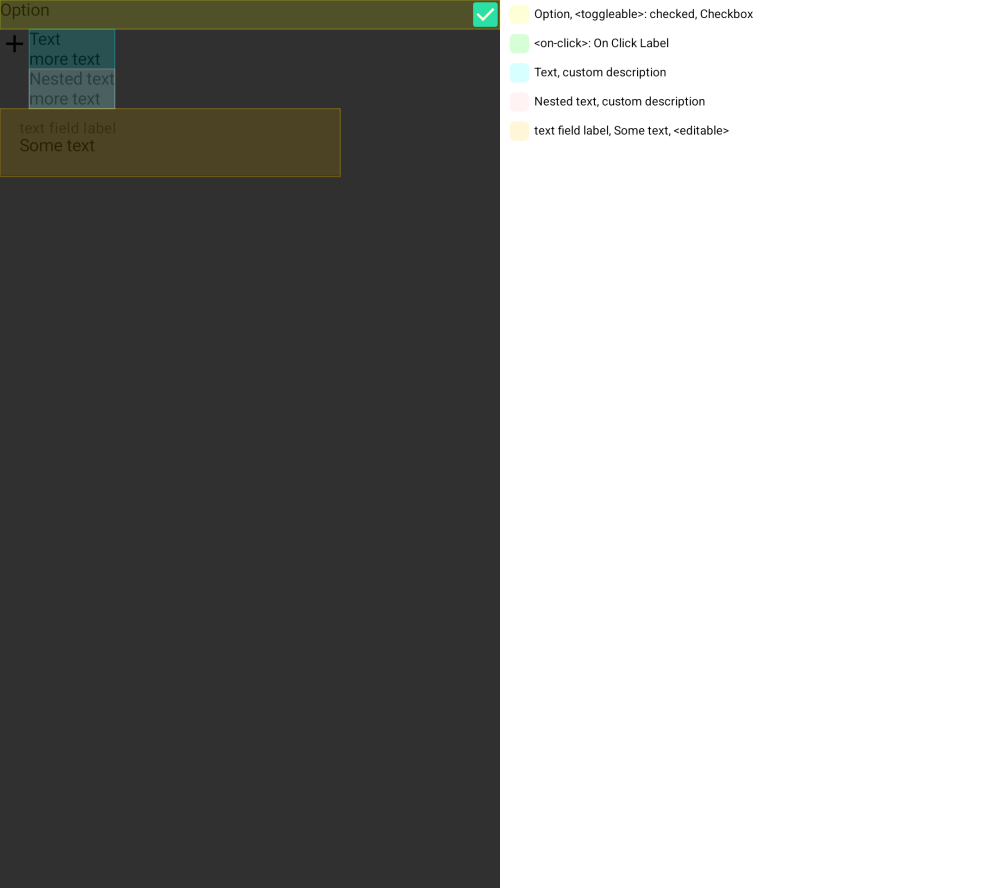 Option
Text
more text
Nested text
more text
text field label
Some text
Option, <toggleable>: checked, Checkbox
<on-click>: On Click Label
Text, custom description
Nested text, custom description
text field label, Some text, <editable>